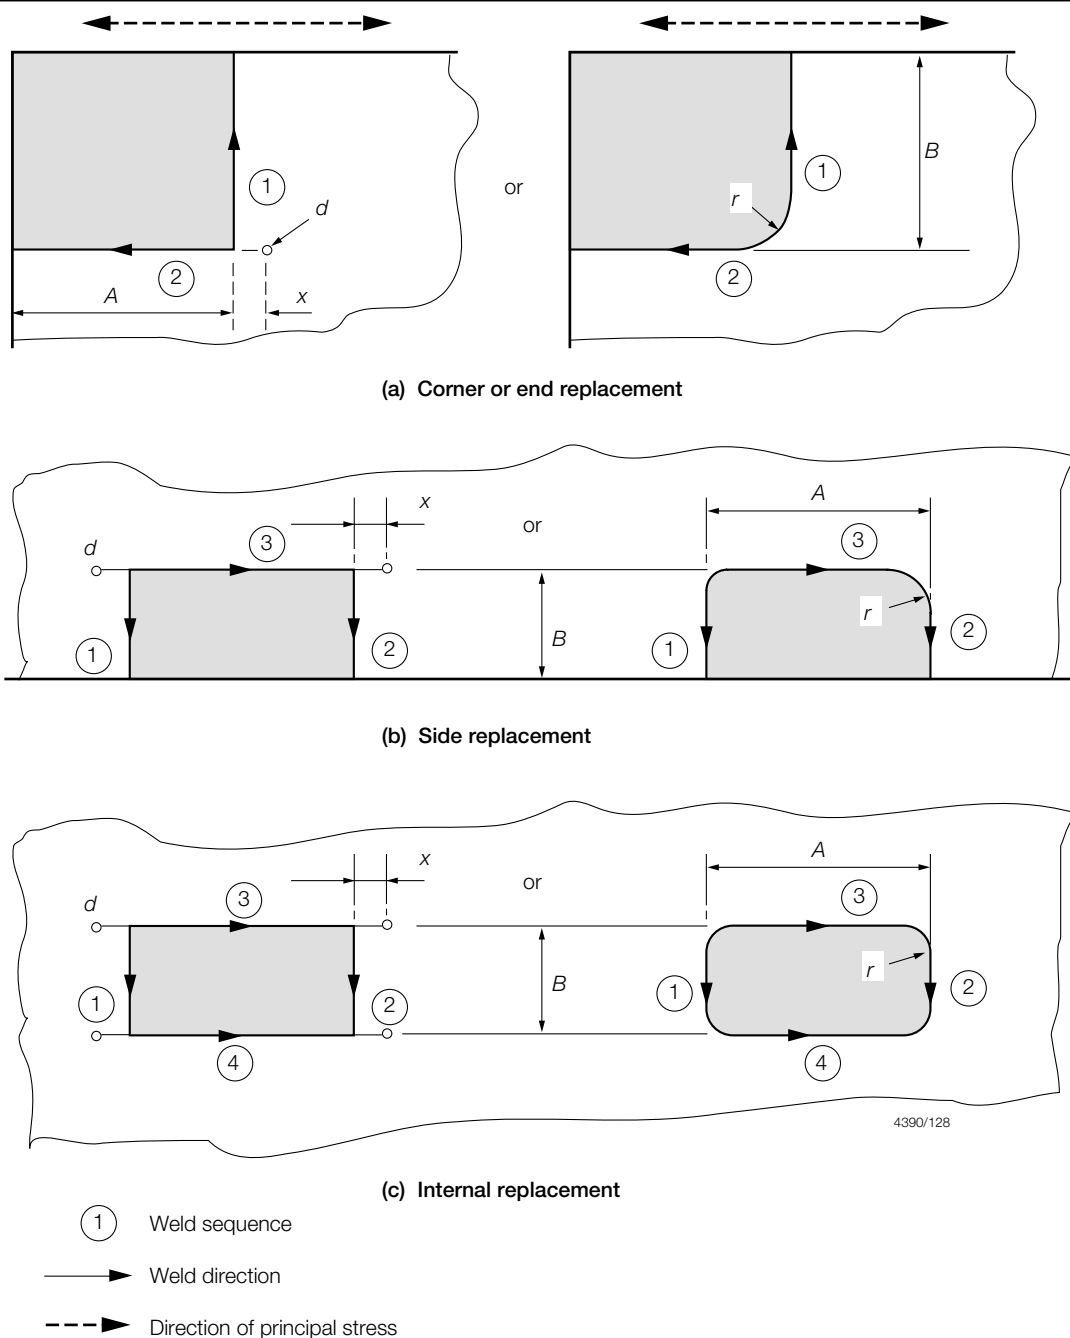 1
d
2
A
x
or
B
1
r
2
(a) Corner or end replacement
x
A
or
d
3
3
r
1
2
B
1
2
(b) Side replacement
x
A
or
d
3
3
r
1
2
B
1
2
4
4
4390/128
(c) Internal replacement
1 Weld sequence
Weld direction
Direction of principal stress